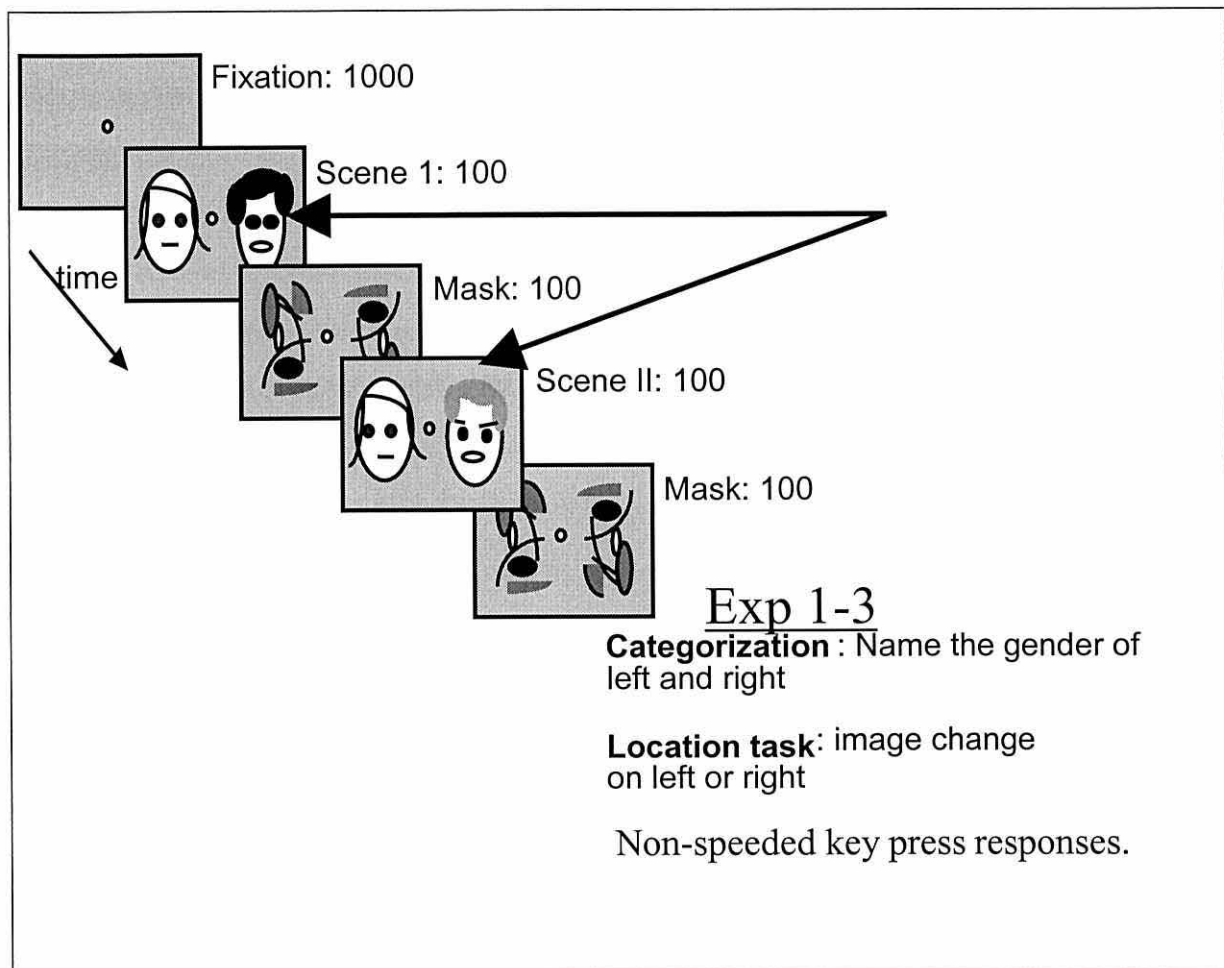 Fixation: 1000
Scene 1: 100
time
Mask: 100
Scene II: 100
Mask: 100
Exp 1-3
Categorization : Name the gender of
left and right
Location task: image change
on left or right
Non-speeded key press responses.